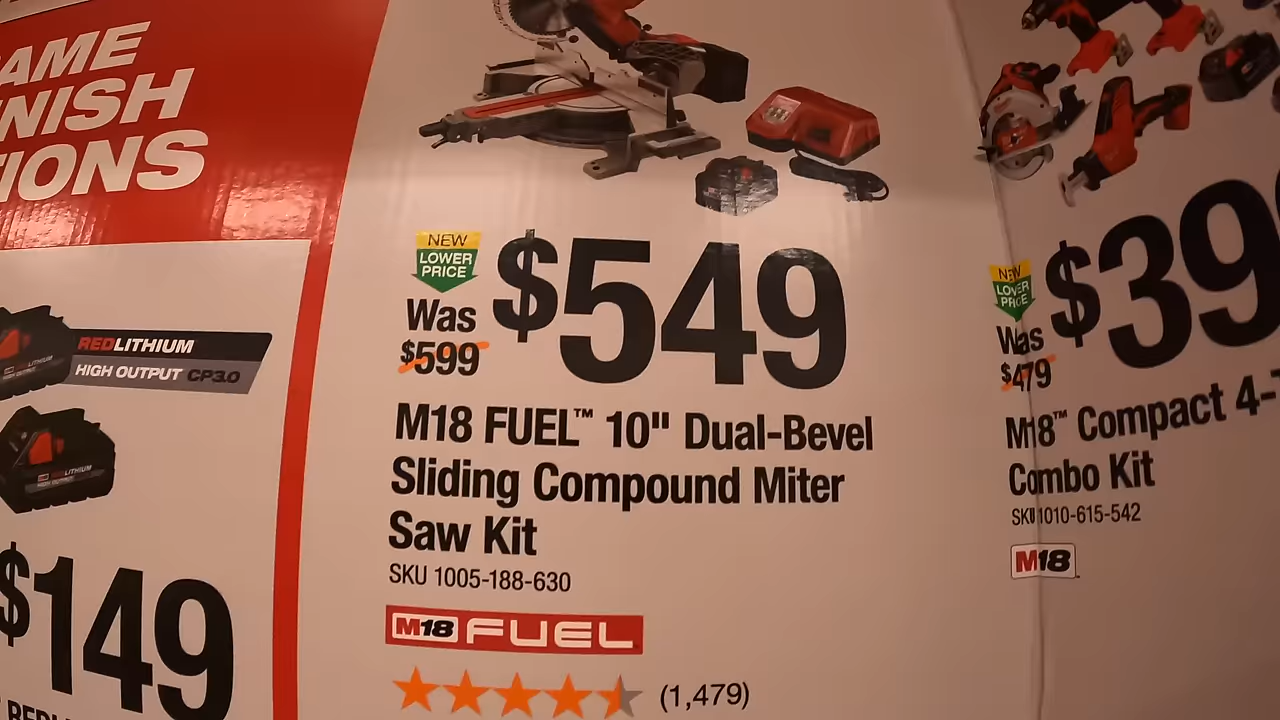 AME
NISH
IONS
REDLITHIUM
HIGH OUTPUT CP3.0
$149
NEW
LOWER
PRICE
Was
$599
$549
M18 FUEL™ 10" Dual-Bevel
Sliding Compound Miter
Saw Kit
SKU 1005-188-630
M18 FUEL
(1,479)
NEW
LOWER
PRICE
Was
$479
$39
M18™ Compact 4-
Combo Kit
SKU 1010-615-542
M18